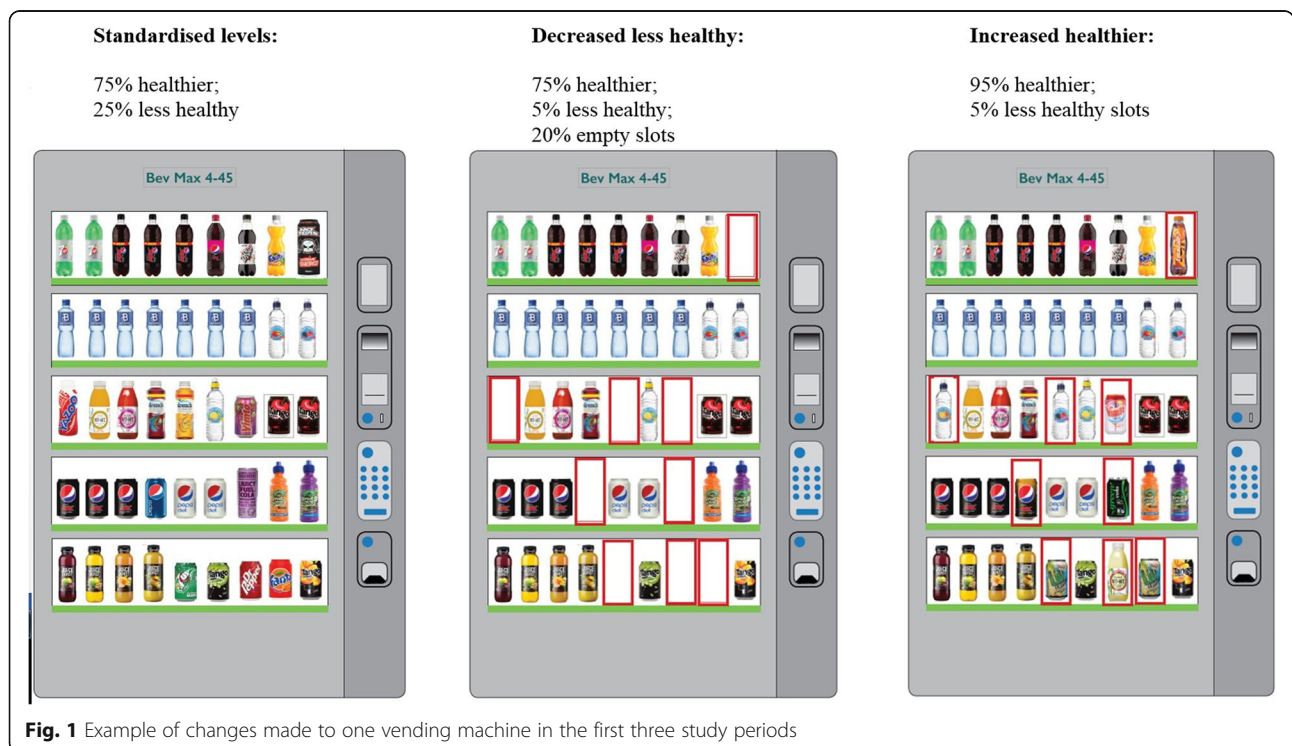 Standardised levels:
75% healthier;
25% less healthy
Decreased less healthy:
75% healthier;
5% less healthy;
20% empty slots
Increased healthier:
95% healthier;
5% less healthy slots
Bev Max 4-45
Bev Max 4-45
Bev Max 4-45
Fig. 1 Example of changes made to one vending machine in the first three study periods